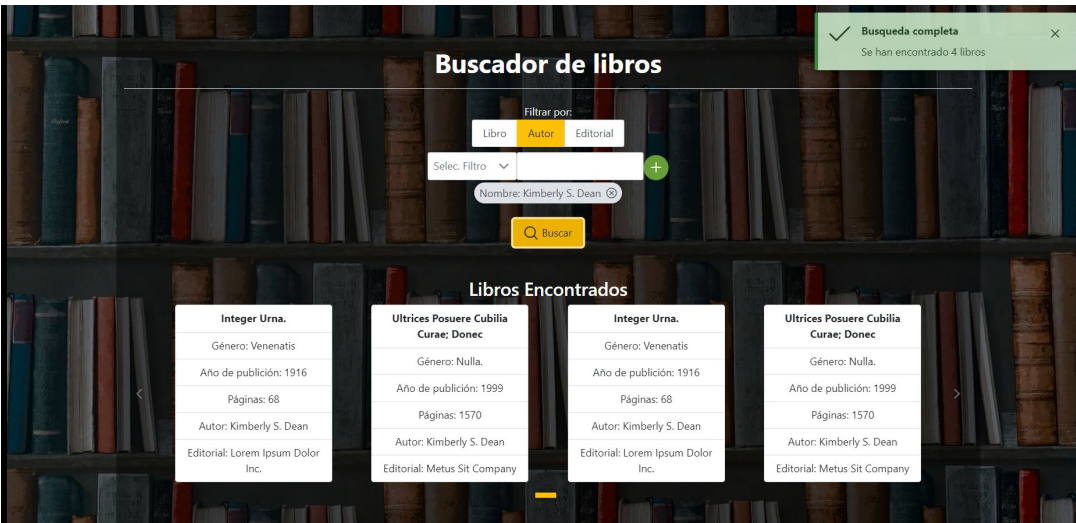 Busqueda completa
Se han encontrado 4 libros
Buscador de libros
Filtrar por:
Libro Autor Editorial
Selec. Filtro
Nombre: Kimberly S. Dean
Buscar
Libros Encontrados
Integer Urna.
Género: Venenatis
Año de publición: 1916
Páginas: 68
Autor: Kimberly S. Dean
Editorial: Lorem Ipsum Dolor
Inc.
Ultrices Posuere Cubilia
Curae; Donec
Género: Nulla.
Año de publición: 1999
Páginas: 1570
Autor: Kimberly S. Dean
Editorial: Metus Sit Company
Integer Urna.
Género: Venenatis
Año de publición: 1916
Páginas: 68
Autor: Kimberly S. Dean
Editorial: Lorem Ipsum Dolor
Inc.
Ultrices Posuere Cubilia
Curae; Donec
Género: Nulla.
Año de publición: 1999
Páginas: 1570
Autor: Kimberly S. Dean
Editorial: Metus Sit Company